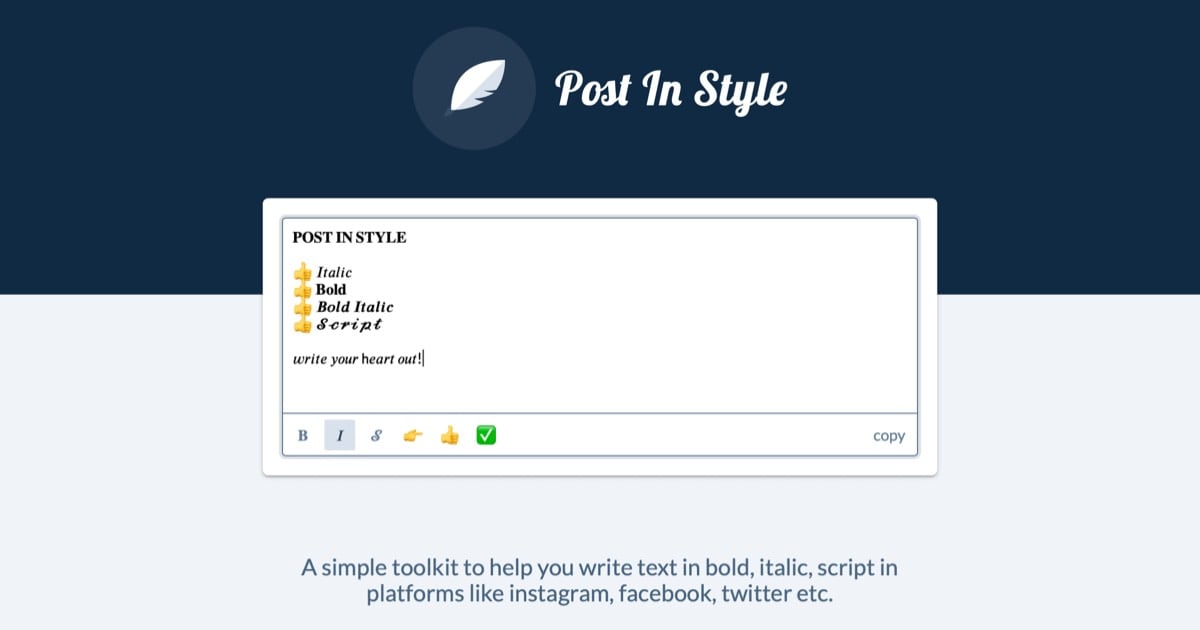 Post In Style
POST IN STYLE
👍 Italic
👍 Bold
👍 Bold Italic
👍 Script
write your heart out!
B I S 👉 👍 ✅ copy
A simple toolkit to help you write text in bold, italic, script in
platforms like instagram, facebook, twitter etc.